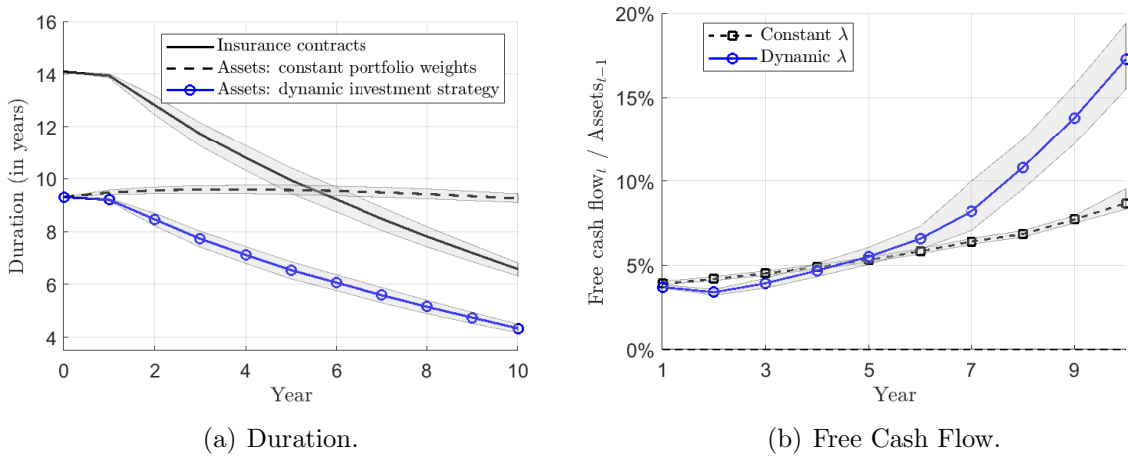 16
14
12
10
8
6
4
0
2
4
6
8
10
Duration (in years)
Year
Insurance contracts
Assets: constant portfolio weights
Assets: dynamic investment strategy
(a) Duration.
20%
15%
10%
5%
0%
1
3
5
7
9
Free cash flow_t / Assets_{t−1}
Year
Constant λ
Dynamic λ
(b) Free Cash Flow.